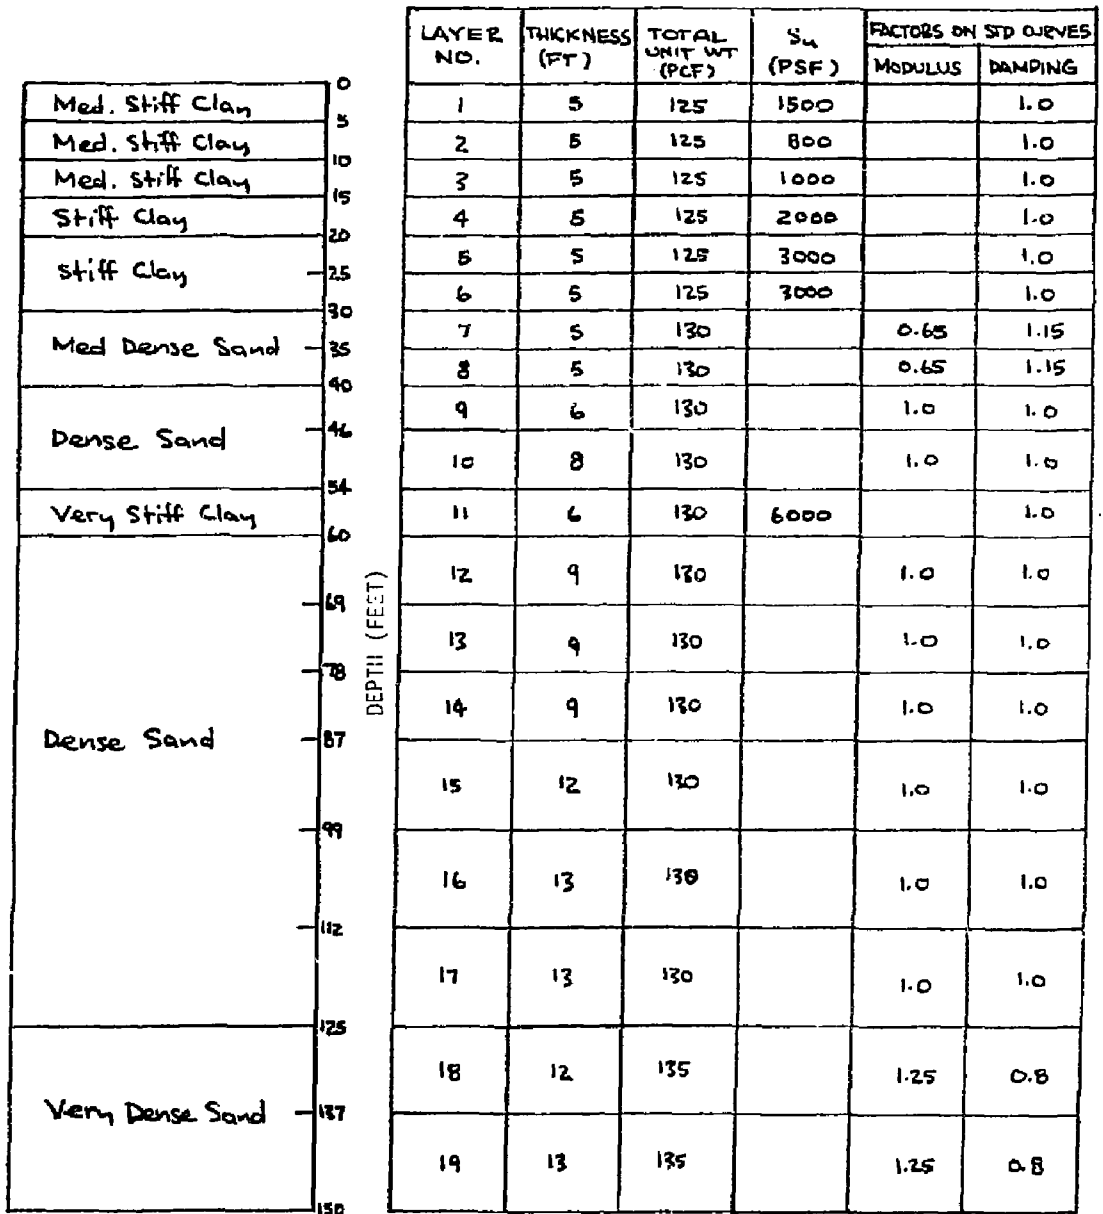 LAYER NO. THICKNESS (FT) TOTAL UNIT WT (PCF) Su (PSF) FACTORS ON STD CURVES
MODULUS DAMPING
0
Med. Stiff Clay 1 5 125 1500 1.0
5
Med. Stiff Clay 2 5 125 800 1.0
10
Med. Stiff Clay 3 5 125 1000 1.0
15
Stiff Clay 4 5 125 2000 1.0
20
Stiff Clay 5 5 125 3000 1.0
25
6 5 125 3000 1.0
30
Med Dense Sand 7 5 130 0.65 1.15
35
8 5 130 0.65 1.15
40
Dense Sand 9 6 130 1.0 1.0
46
10 8 130 1.0 1.0
54
Very Stiff Clay 11 6 130 6000 1.0
60
12 9 130 1.0 1.0
69
DEPTH (FEET)
13 9 130 1.0 1.0
78
14 9 130 1.0 1.0
Dense Sand 87
15 12 130 1.0 1.0
99
16 13 130 1.0 1.0
112
17 13 130 1.0 1.0
125
18 12 135 1.25 0.8
Very Dense Sand 137
19 13 135 1.25 0.8
150